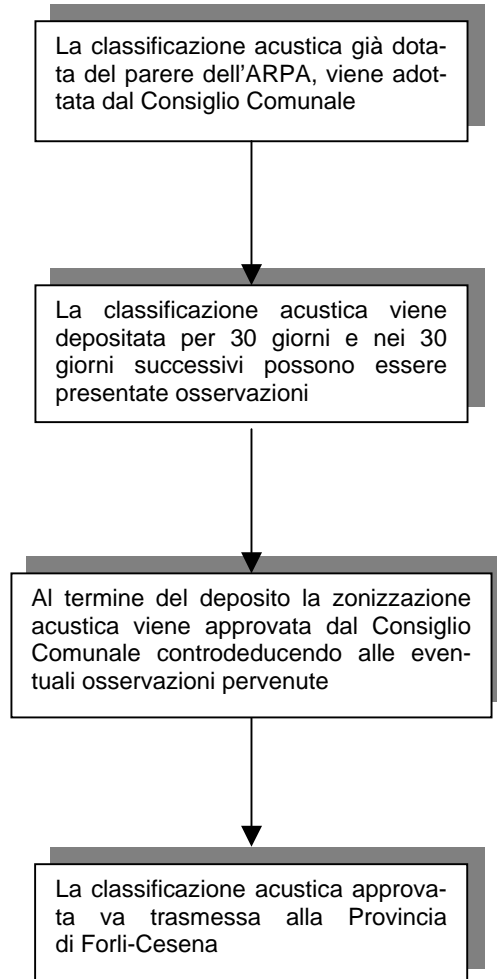 La classificazione acustica già dota-
ta del parere dell'ARPA, viene adot-
tata dal Consiglio Comunale
La classificazione acustica viene
depositata per 30 giorni e nei 30
giorni successivi possono essere
presentate osservazioni
Al termine del deposito la zonizzazione
acustica viene approvata dal Consiglio
Comunale controdeducendo alle even-
tuali osservazioni pervenute
La classificazione acustica approva-
ta va trasmessa alla Provincia
di Forli-Cesena